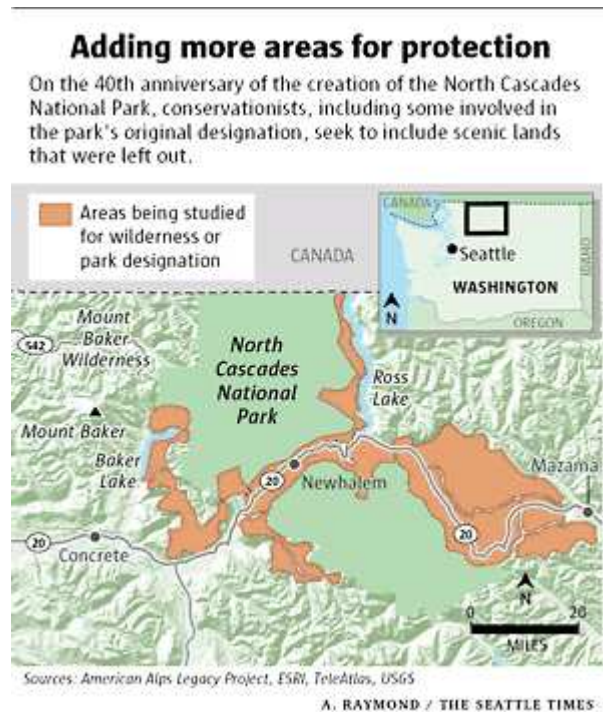 Adding more areas for protection
On the 40th anniversary of the creation of the North Cascades
National Park, conservationists, including some involved in
the park's original designation, seek to include scenic lands
that were left out.
Areas being studied
for wilderness or
park designation
CANADA
CANADA
Seattle
WASHINGTON
IDAHO
OREGON
N
542
Mount
Baker
Wilderness
North
Cascades
National
Park
Ross
Lake
Mount Baker
Baker
Lake
Mazama
20
Newhalem
20
20
Concrete
N
0
20
MILES
Sources: American Alps Legacy Project, ESRI, TeleAtlas, USGS
A. RAYMOND / THE SEATTLE TIMES